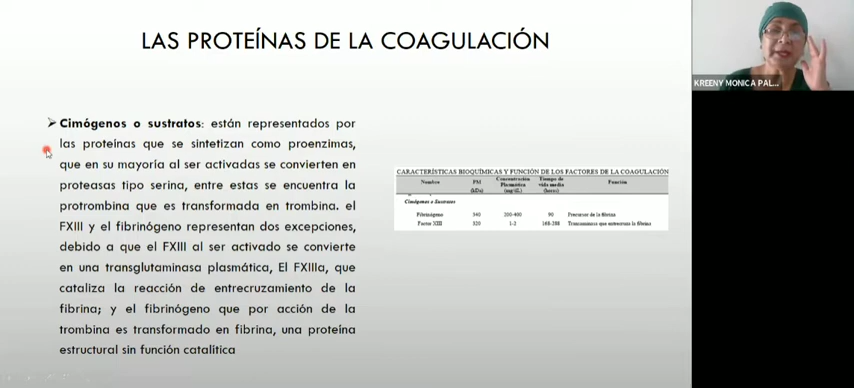 LAS PROTEÍNAS DE LA COAGULACIÓN
KREENY MONICA PAL...
➢ Cimógenos o sustratos: están representados por
las proteínas que se sintetizan como proenzimas,
que en su mayoría al ser activadas se convierten en
proteasas tipo serina, entre estas se encuentra la
protrombina que es transformada en trombina. el
FXIII y el fibrinógeno representan dos excepciones,
debido a que el FXIII al ser activado se convierte
en una transglutaminasa plasmática, El FXIIIa, que
cataliza la reacción de entrecruzamiento de la
fibrina; y el fibrinógeno que por acción de la
trombina es transformado en fibrina, una proteína
estructural sin función catalítica
CARACTERÍSTICAS BIOQUÍMICAS Y FUNCIÓN DE LOS FACTORES DE LA COAGULACIÓN
Nombre PM (kDa) Concentración Plasmática (mg/dL) Tiempo de vida media (horas) Función
Cimógenos o Sustratos
Fibrinógeno 340 200-400 90 Precursor de la fibrina
Factor XIII 320 1-2 168-288 que la fibrina